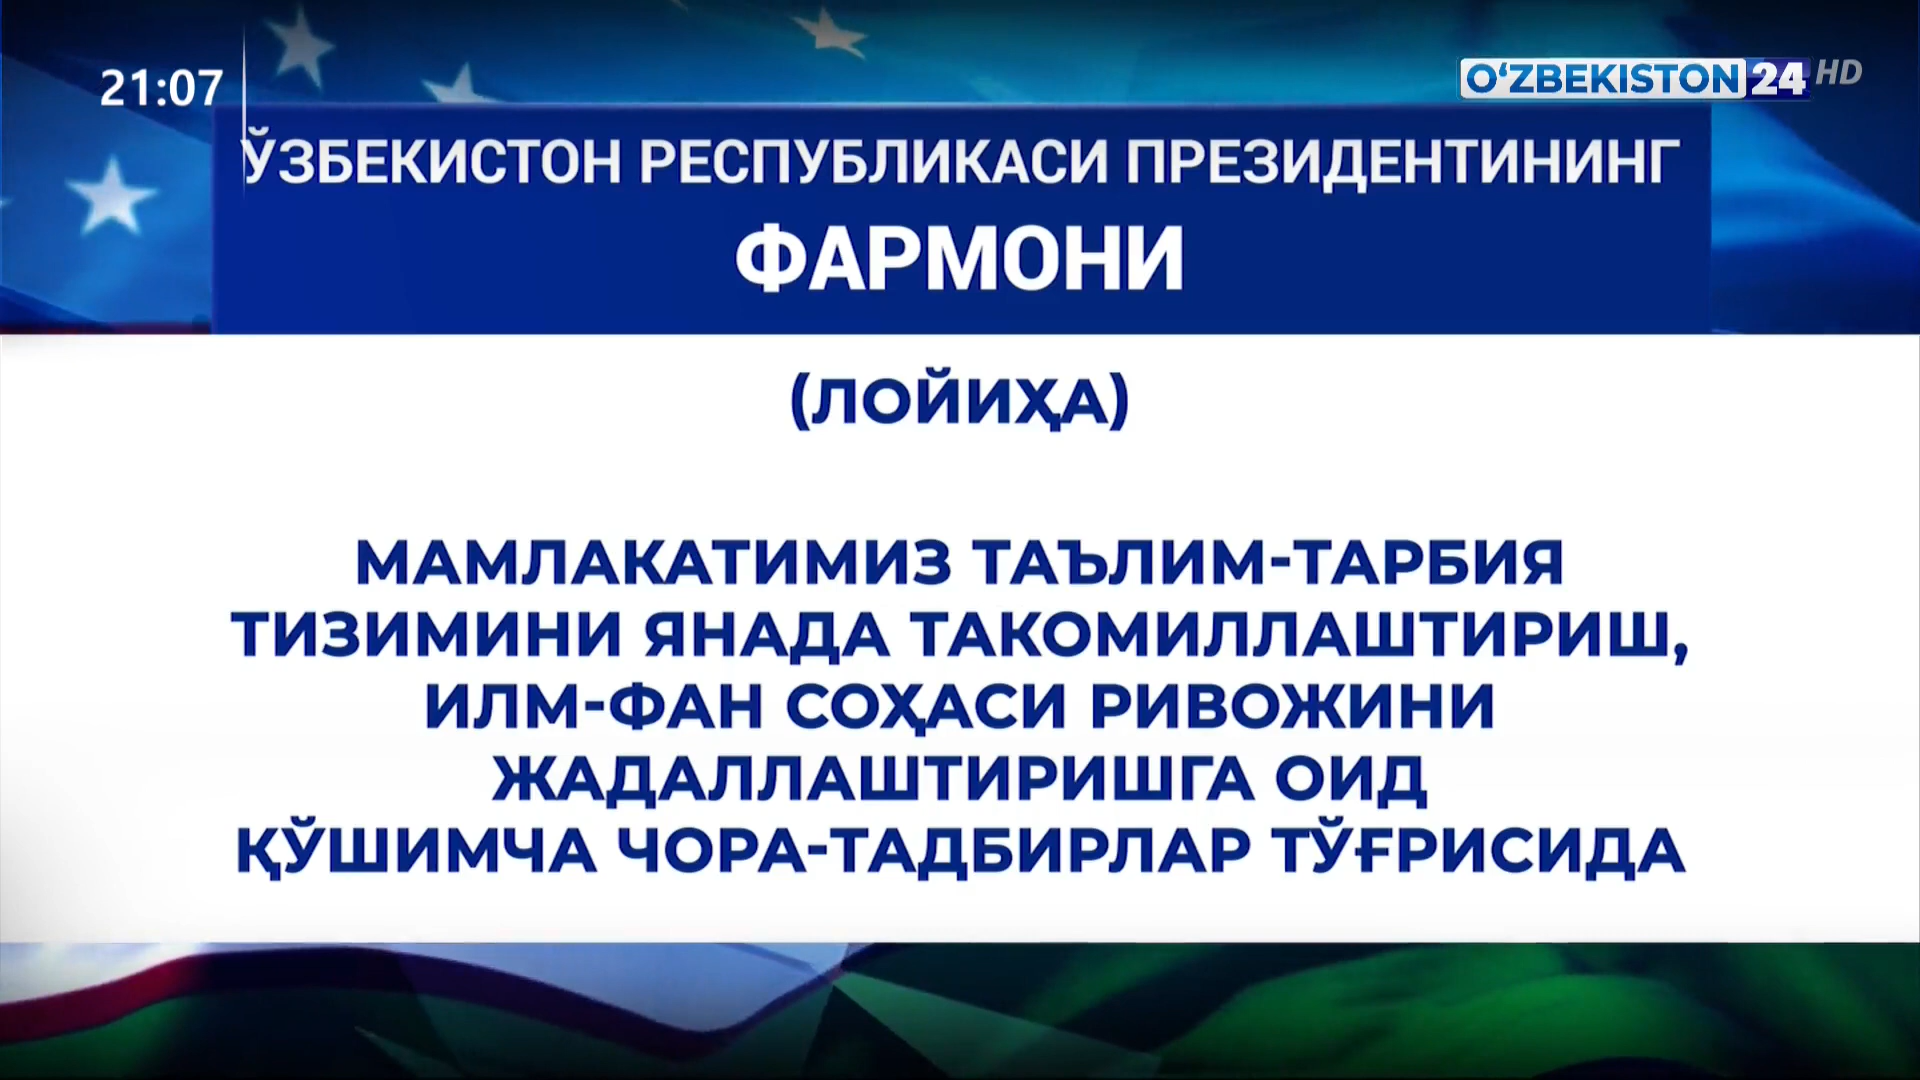 21:07
O‘ZBEKISTON 24 HD
ЎЗБЕКИСТОН РЕСПУБЛИКАСИ ПРЕЗИДЕНТИНИНГ
ФАРМОНИ
(ЛОЙИҲА)
МАМЛАКАТИМИЗ ТАЪЛИМ-ТАРБИЯ
ТИЗИМИНИ ЯНАДА ТАКОМИЛЛАШТИРИШ,
ИЛМ-ФАН СОҲАСИ РИВОЖИНИ
ЖАДАЛЛАШТИРИШГА ОИД
ҚЎШИМЧА ЧОРА-ТАДБИРЛАР ТЎҒРИСИДА